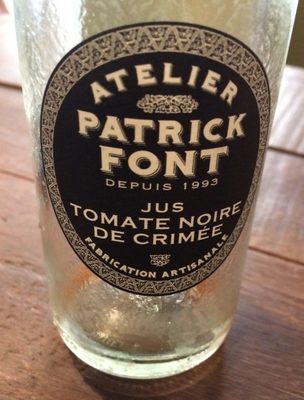 ATELIER
PATRICK
FONT
DEPUIS 1993
JUS
TOMATE NOIRE
DE CRIMÉE
FABRICATION ARTISANALE